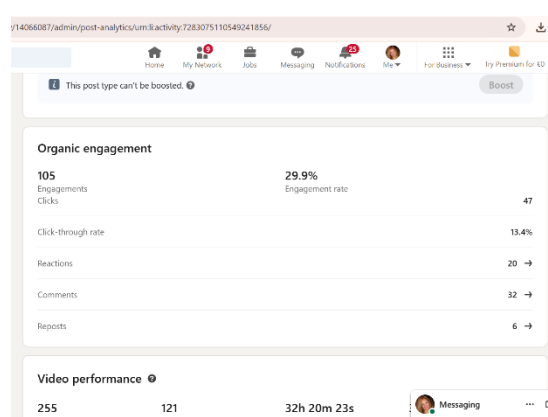 /14066087/admin/post-analytics/urn:li:activity:7283075110549241856/
9 23
Home My Network Jobs Messaging Notifications Me For Business Try Premium for £0
This post type can't be boosted. Boost
Organic engagement
105 29.9%
Engagements Engagement rate
Clicks 47
Click-through rate 13.4%
Reactions 20 →
Comments 32 →
Reposts 6 →
Video performance
255 121 32h 20m 23s
Messaging